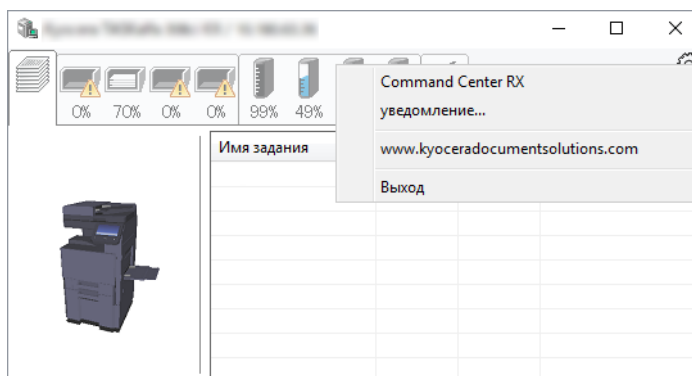 Command Center RX
уведомление...
0% 70% 0% 0% 99% 49%
Имя задания
www.kyoceradocumentsolutions.com
Выход